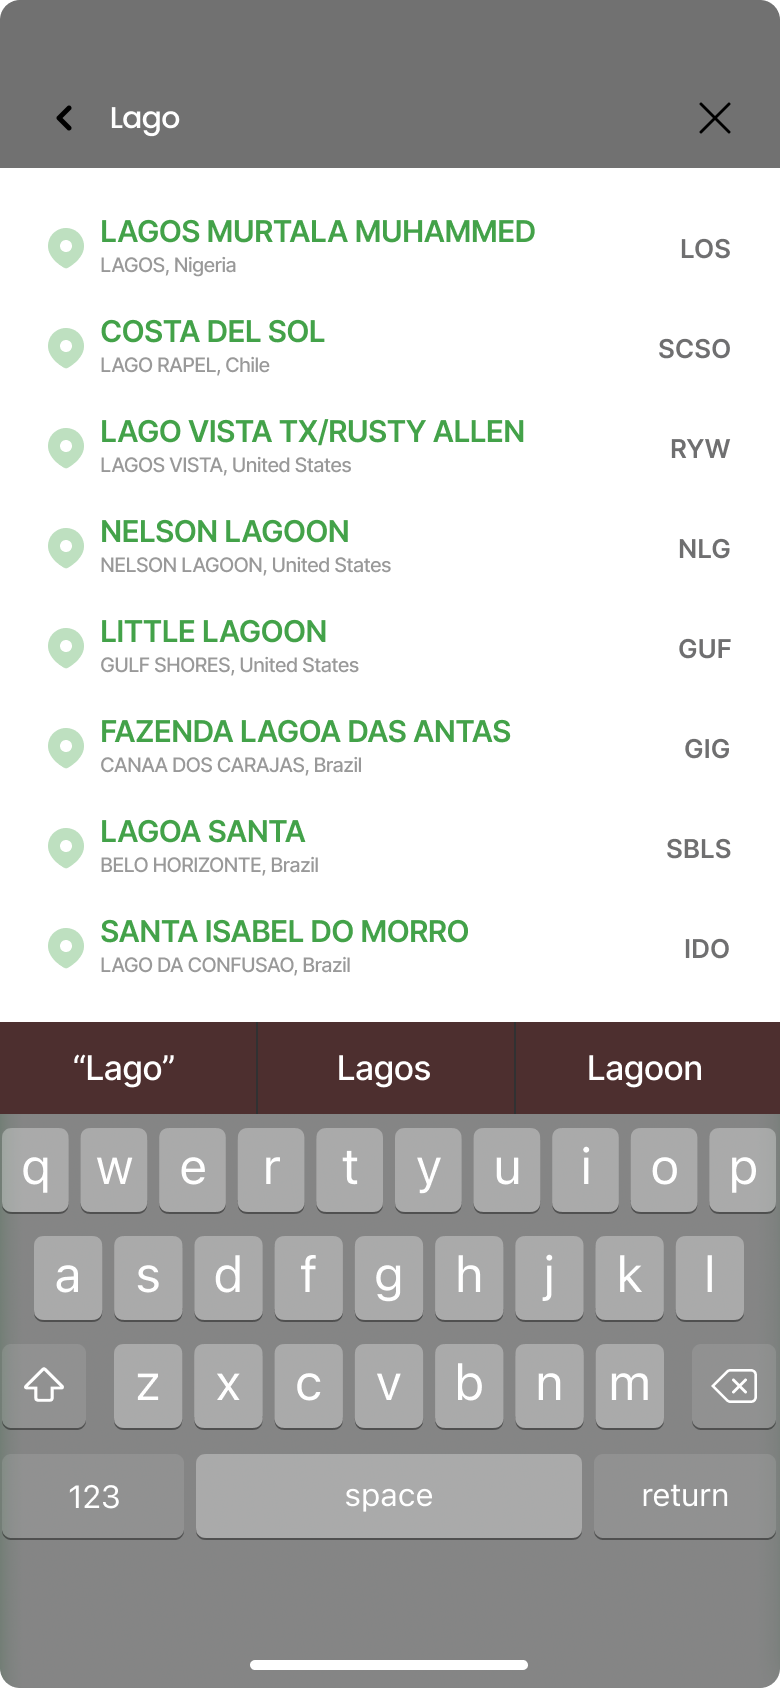 Lago
LAGOS MURTALA MUHAMMED
LAGOS, Nigeria
LOS
COSTA DEL SOL
LAGO RAPEL, Chile
SCSO
LAGO VISTA TX/RUSTY ALLEN
LAGOS VISTA, United States
RYW
NELSON LAGOON
NELSON LAGOON, United States
NLG
LITTLE LAGOON
GULF SHORES, United States
GUF
FAZENDA LAGOA DAS ANTAS
CANAA DOS CARAJAS, Brazil
GIG
LAGOA SANTA
BELO HORIZONTE, Brazil
SBLS
SANTA ISABEL DO MORRO
LAGO DA CONFUSAO, Brazil
IDO
“Lago” Lagos Lagoon
q w e r t y u i o p
a s d f g h j k l
z x c v b n m
123 space return